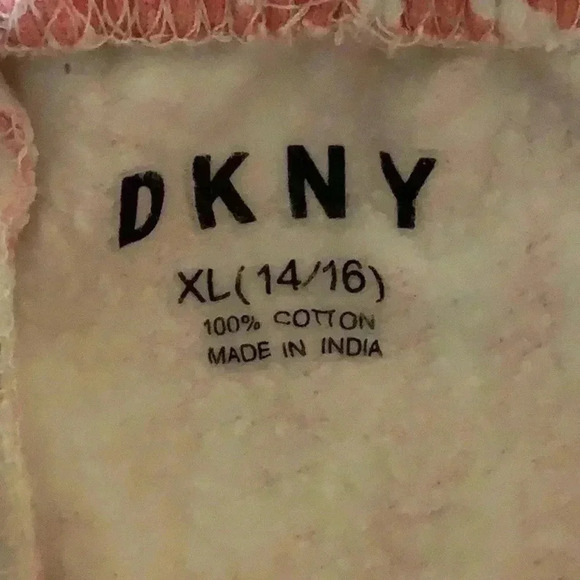 DKNY
XL(14/16)
100% COTTON
MADE IN INDIA